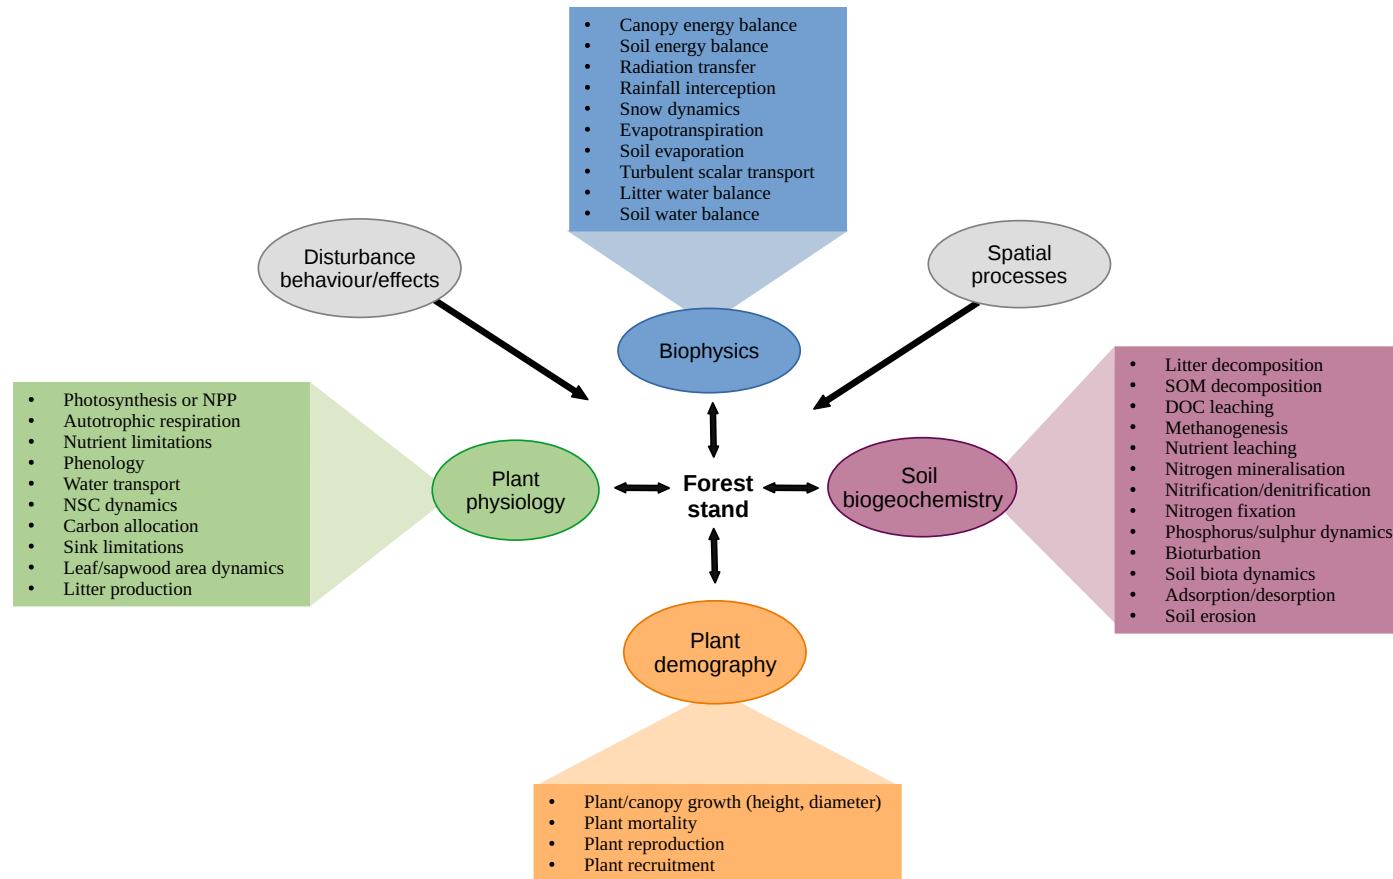 • Canopy energy balance
• Soil energy balance
• Radiation transfer
• Rainfall interception
• Snow dynamics
• Evapotranspiration
• Soil evaporation
• Turbulent scalar transport
• Litter water balance
• Soil water balance
Disturbance
behaviour/effects
Spatial
processes
Biophysics
• Photosynthesis or NPP
• Autotrophic respiration
• Nutrient limitations
• Phenology
• Water transport
• NSC dynamics
• Carbon allocation
• Sink limitations
• Leaf/sapwood area dynamics
• Litter production
Plant
physiology
Forest
stand
Soil
biogeochemistry
• Litter decomposition
• SOM decomposition
• DOC leaching
• Methanogenesis
• Nutrient leaching
• Nitrogen mineralisation
• Nitrification/denitrification
• Nitrogen fixation
• Phosphorus/sulphur dynamics
• Bioturbation
• Soil biota dynamics
• Adsorption/desorption
• Soil erosion
Plant
demography
• Plant/canopy growth (height, diameter)
• Plant mortality
• Plant reproduction
• Plant recruitment